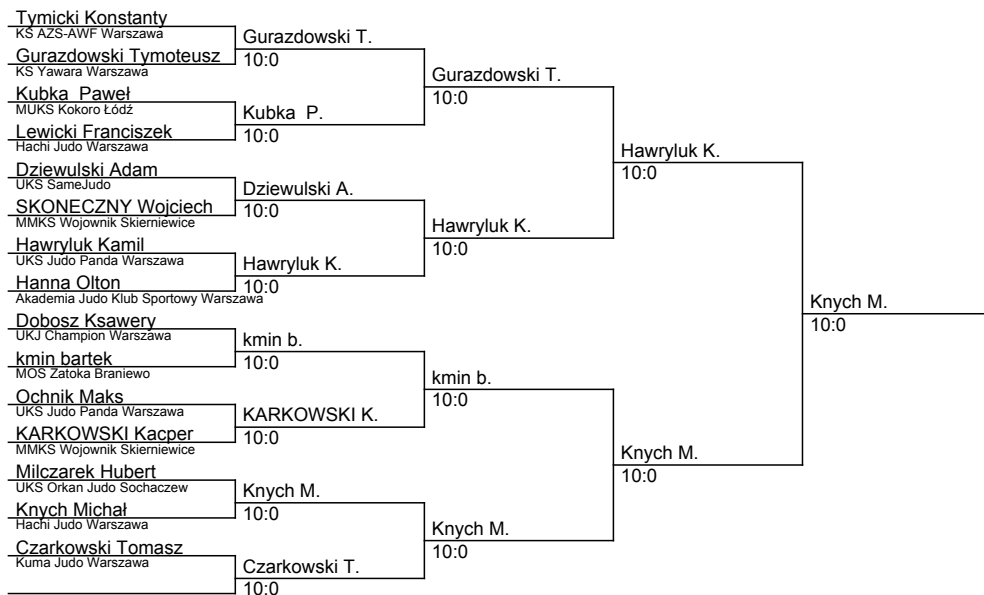 Tymicki Konstanty
KS AZS-AWF Warszawa
Gurazdowski Tymoteusz
KS Yawara Warszawa
Kubka  Paweł
MUKS Kokoro Łódź
Lewicki Franciszek
Hachi Judo Warszawa
Dziewulski Adam
UKS SameJudo
SKONECZNY Wojciech
MMKS Wojownik Skierniewice
Hawryluk Kamil
UKS Judo Panda Warszawa
Hanna Olton
Akademia Judo Klub Sportowy Warszawa
Dobosz Ksawery
UKJ Champion Warszawa
kmin bartek
MOS Zatoka Braniewo
Ochnik Maks
UKS Judo Panda Warszawa
KARKOWSKI Kacper
MMKS Wojownik Skierniewice
Milczarek Hubert
UKS Orkan Judo Sochaczew
Knych Michał
Hachi Judo Warszawa
Czarkowski Tomasz
Kuma Judo Warszawa
Gurazdowski T.
10:0
Kubka  P.
10:0
Dziewulski A.
10:0
Hawryluk K.
10:0
kmin b.
10:0
KARKOWSKI K.
10:0
Knych M.
10:0
Czarkowski T.
10:0
Gurazdowski T.
10:0
Hawryluk K.
10:0
kmin b.
10:0
Knych M.
10:0
Hawryluk K.
10:0
Knych M.
10:0
Knych M.
10:0